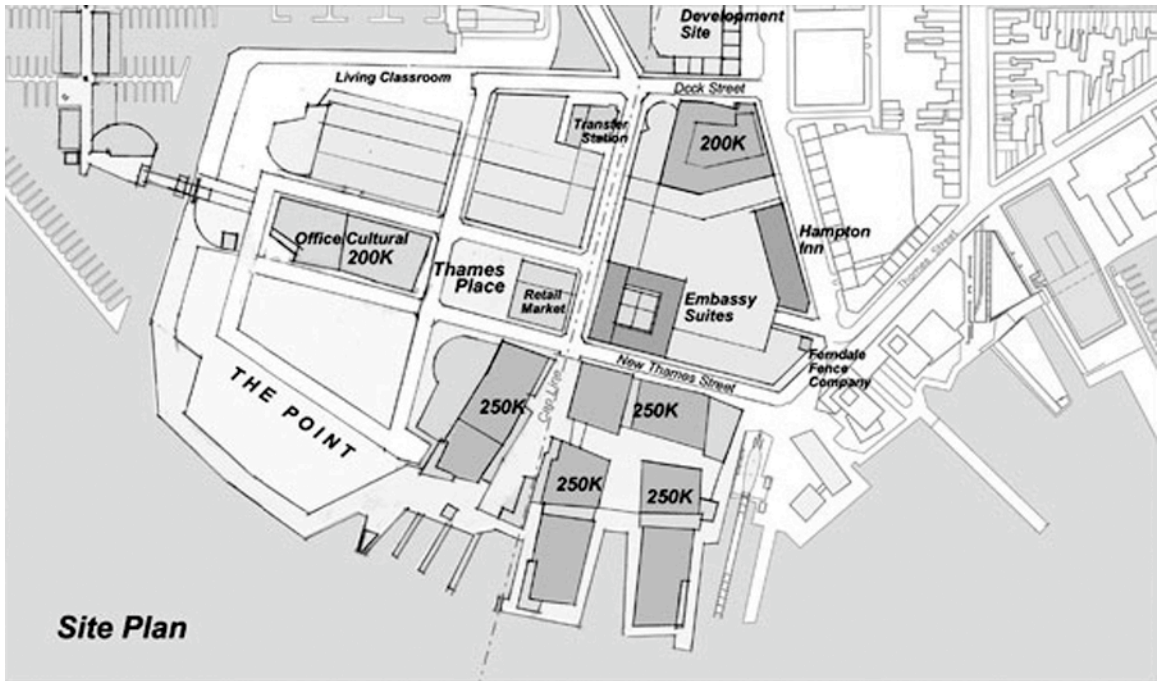 Development
Site
Living Classroom
Dock Street
Transfer
Station
200K
Office Cultural
200K
Hampton
Inn
Thames Street
Thames
Place
Retail
Market
Embassy
Suites
New Thames Street
Ferndale
Fence
Company
THE POINT
Cap Line
250K
250K
250K
250K
Site Plan